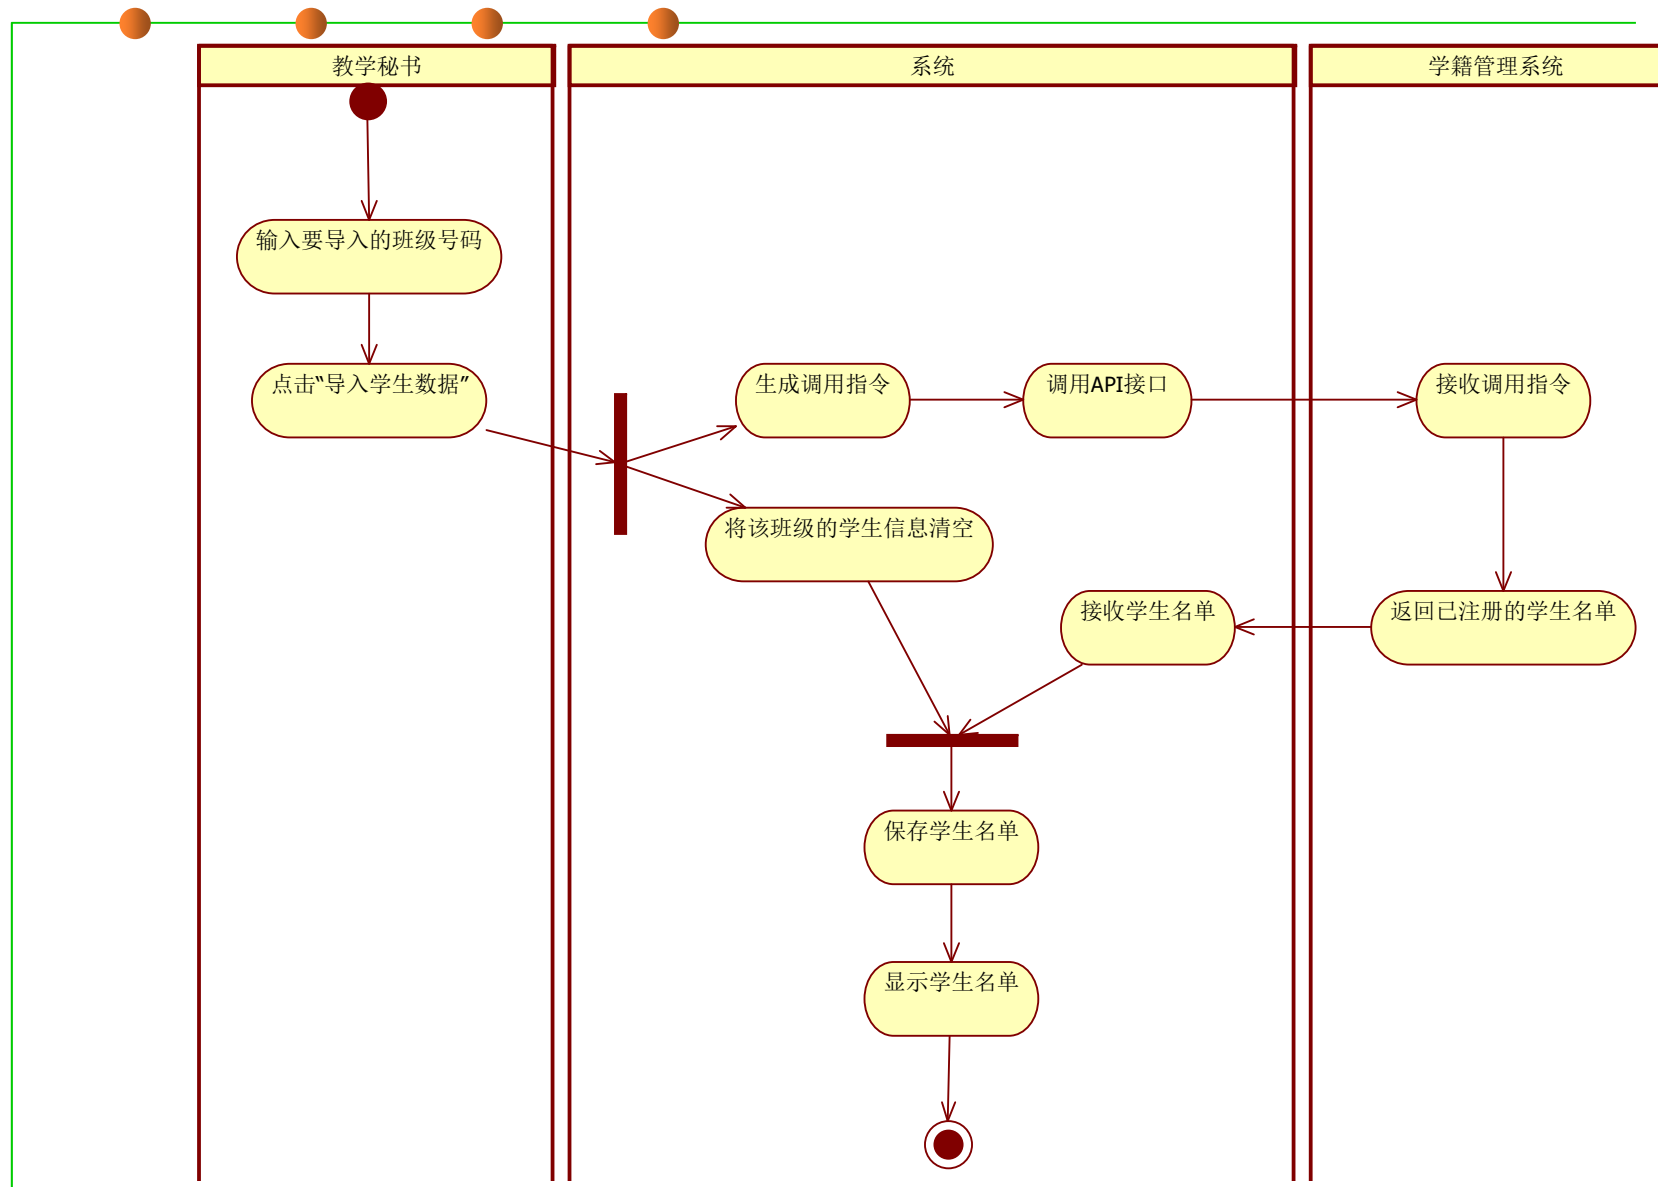 教学秘书
系统
学籍管理系统
输入要导入的班级号码
点击“导入学生数据”
生成调用指令
调用API接口
接收调用指令
将该班级的学生信息清空
接收学生名单
返回已注册的学生名单
保存学生名单
显示学生名单